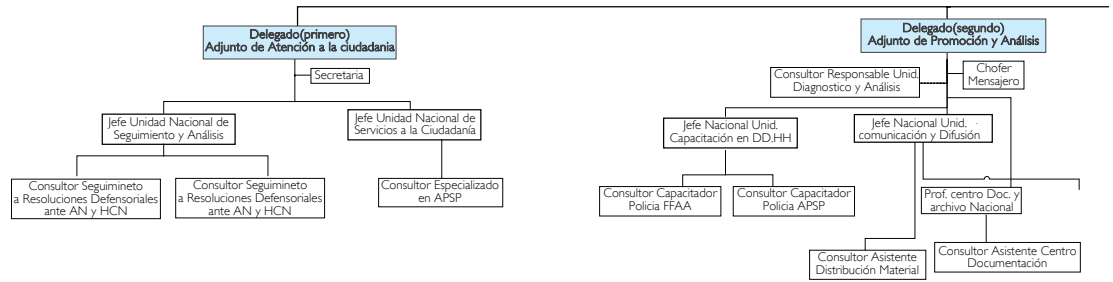 Delegado(primero)
Adjunto de Atención a la ciudadania
Secretaria
Jefe Unidad Nacional de
Seguimiento y Análisis
Jefe Unidad Nacional de
Servicios a la Ciudadanía
Consultor Seguimineto
a Resoluciones Defensoriales
ante AN y HCN
Consultor Seguimineto
a Resoluciones Defensoriales
ante AN y HCN
Consultor Especializado
en APSP
Delegado(segundo)
Adjunto de Promoción y Análisis
Consultor Responsable Unid.
Diagnostico y Análisis
Chofer
Mensajero
Jefe Nacional Unid.
Capacitación en DD.HH
Jefe Nacional Unid.
comunicación y Difusión
Consultor Capacitador
Policia FFAA
Consultor Capacitador
Policia APSP
Prof. centro Doc. y
archivo Nacional
Consultor Asistente
Distribución Material
Consultor Asistente Centro
Documentación